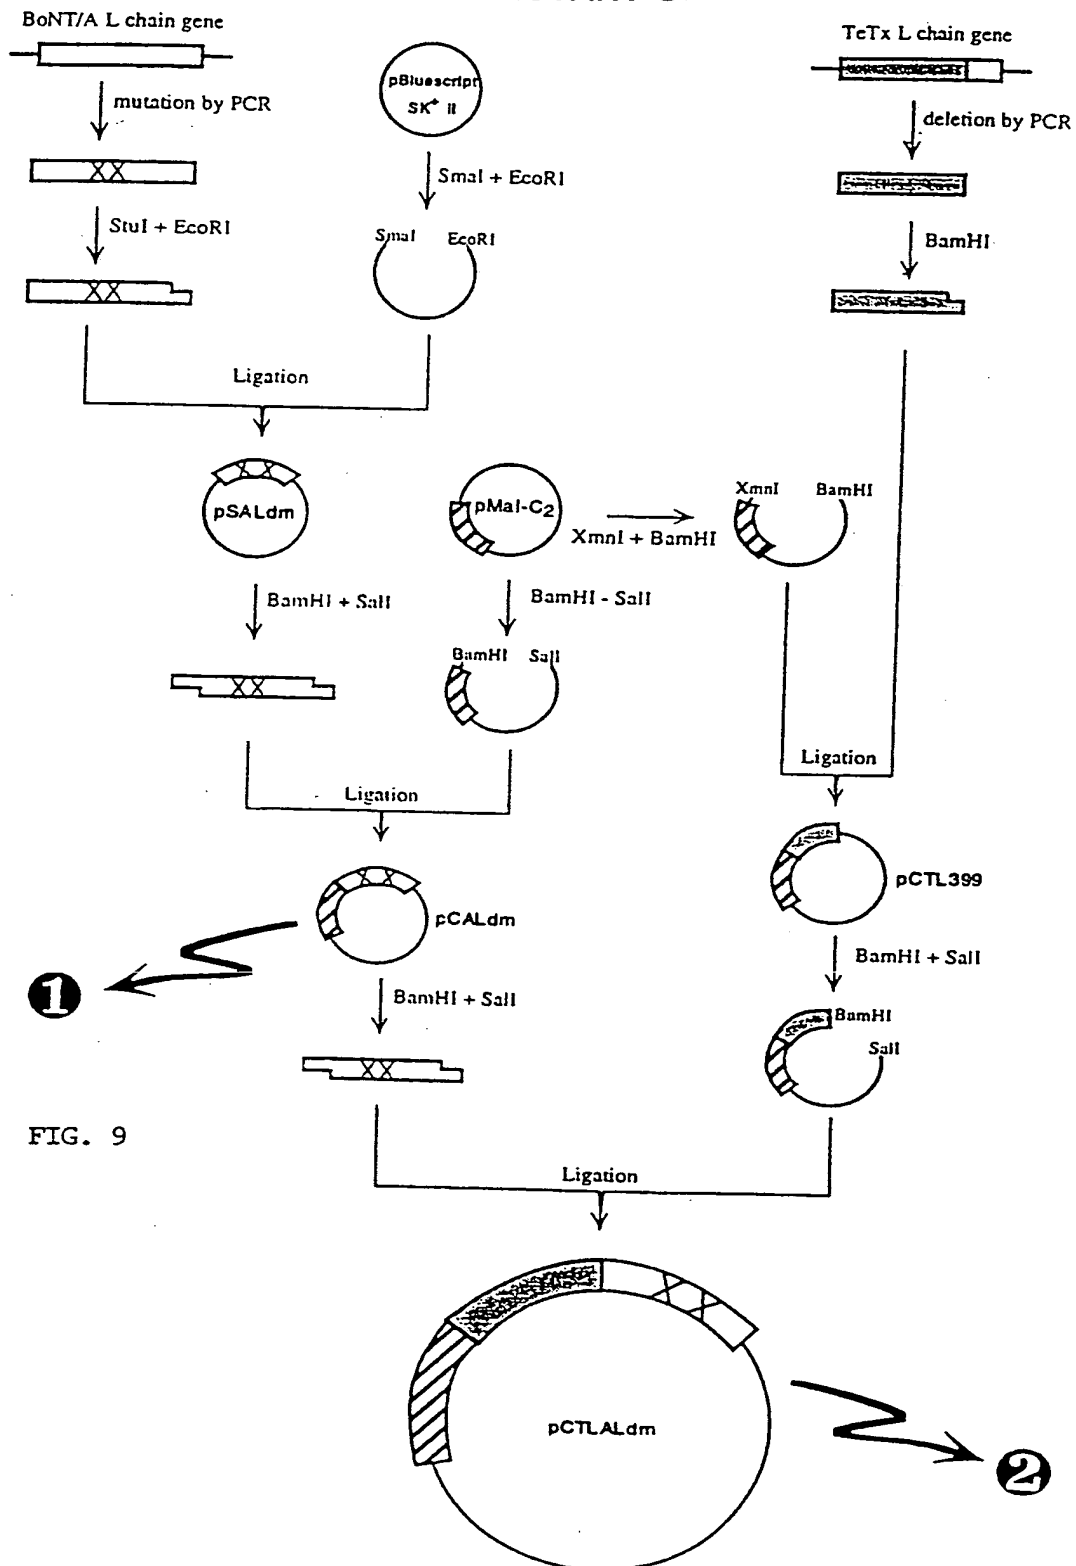 BoNT/A L chain gene
mutation by PCR
StuI + EcoRI
pBluescript
SK+ II
SmaI + EcoRI
SmaI EcoRI
TeTx L chain gene
deletion by PCR
BamHI
Ligation
pSALdm
BamHI + SalI
pMal-C2
XmnI + BamHI
XmnI BamHI
BamHI - SalI
BamHI SalI
Ligation
Ligation
pCALdm
1
BamHI + SalI
pCTL399
BamHI + SalI
BamHI
SalI
FIG. 9
Ligation
pCTLALdm
2